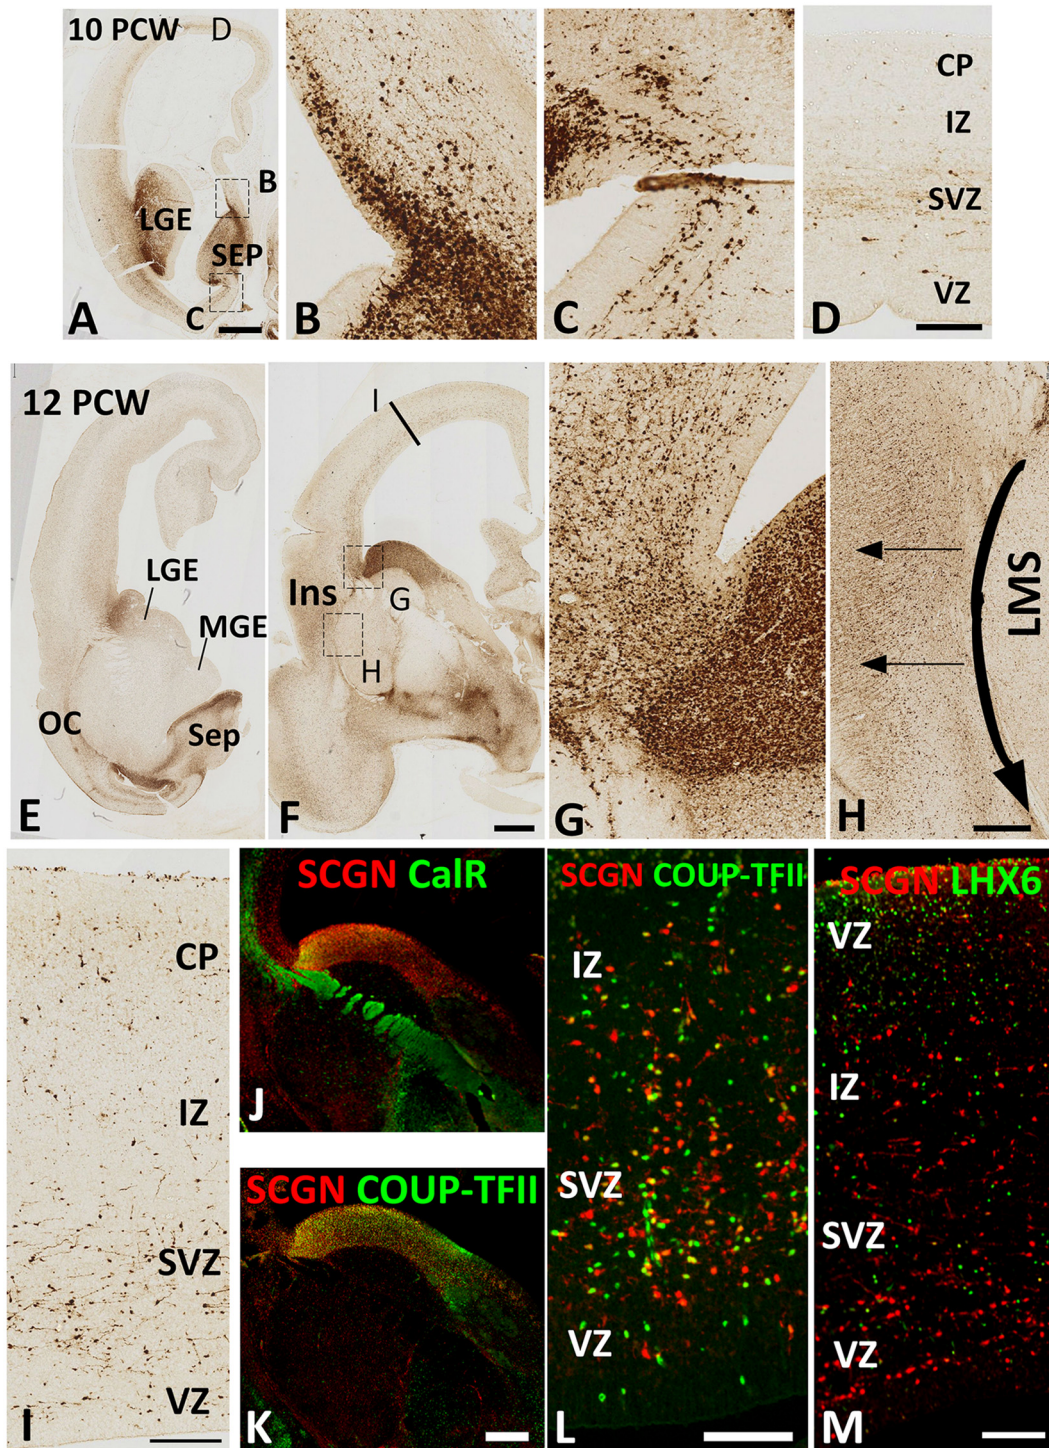 10 PCW
D
B
LGE
SEP
C
A
B
C
CP
IZ
SVZ
VZ
D
12 PCW
LGE
MGE
OC
Sep
E
I
Ins
G
H
F
G
LMS
H
CP
IZ
SVZ
VZ
I
SCGN CalR
J
SCGN COUP-TFII
K
SCGN COUP-TFII
IZ
SVZ
VZ
L
SCGN LHX6
VZ
IZ
SVZ
VZ
M